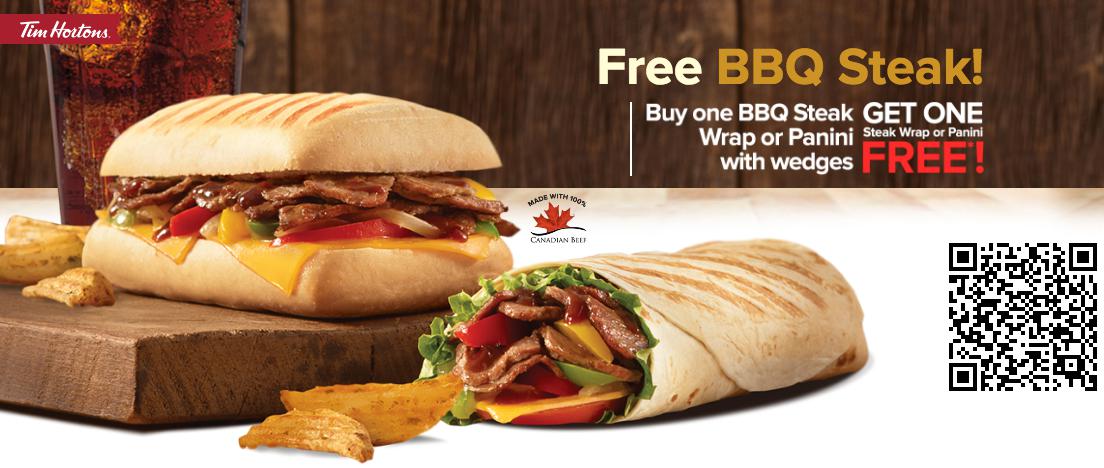 Tim Hortons.
Free BBQ Steak!
Buy one BBQ Steak
Wrap or Panini
with wedges
GET ONE
Steak Wrap or Panini
FREE*!
MADE WITH 100%
CANADIAN BEEF